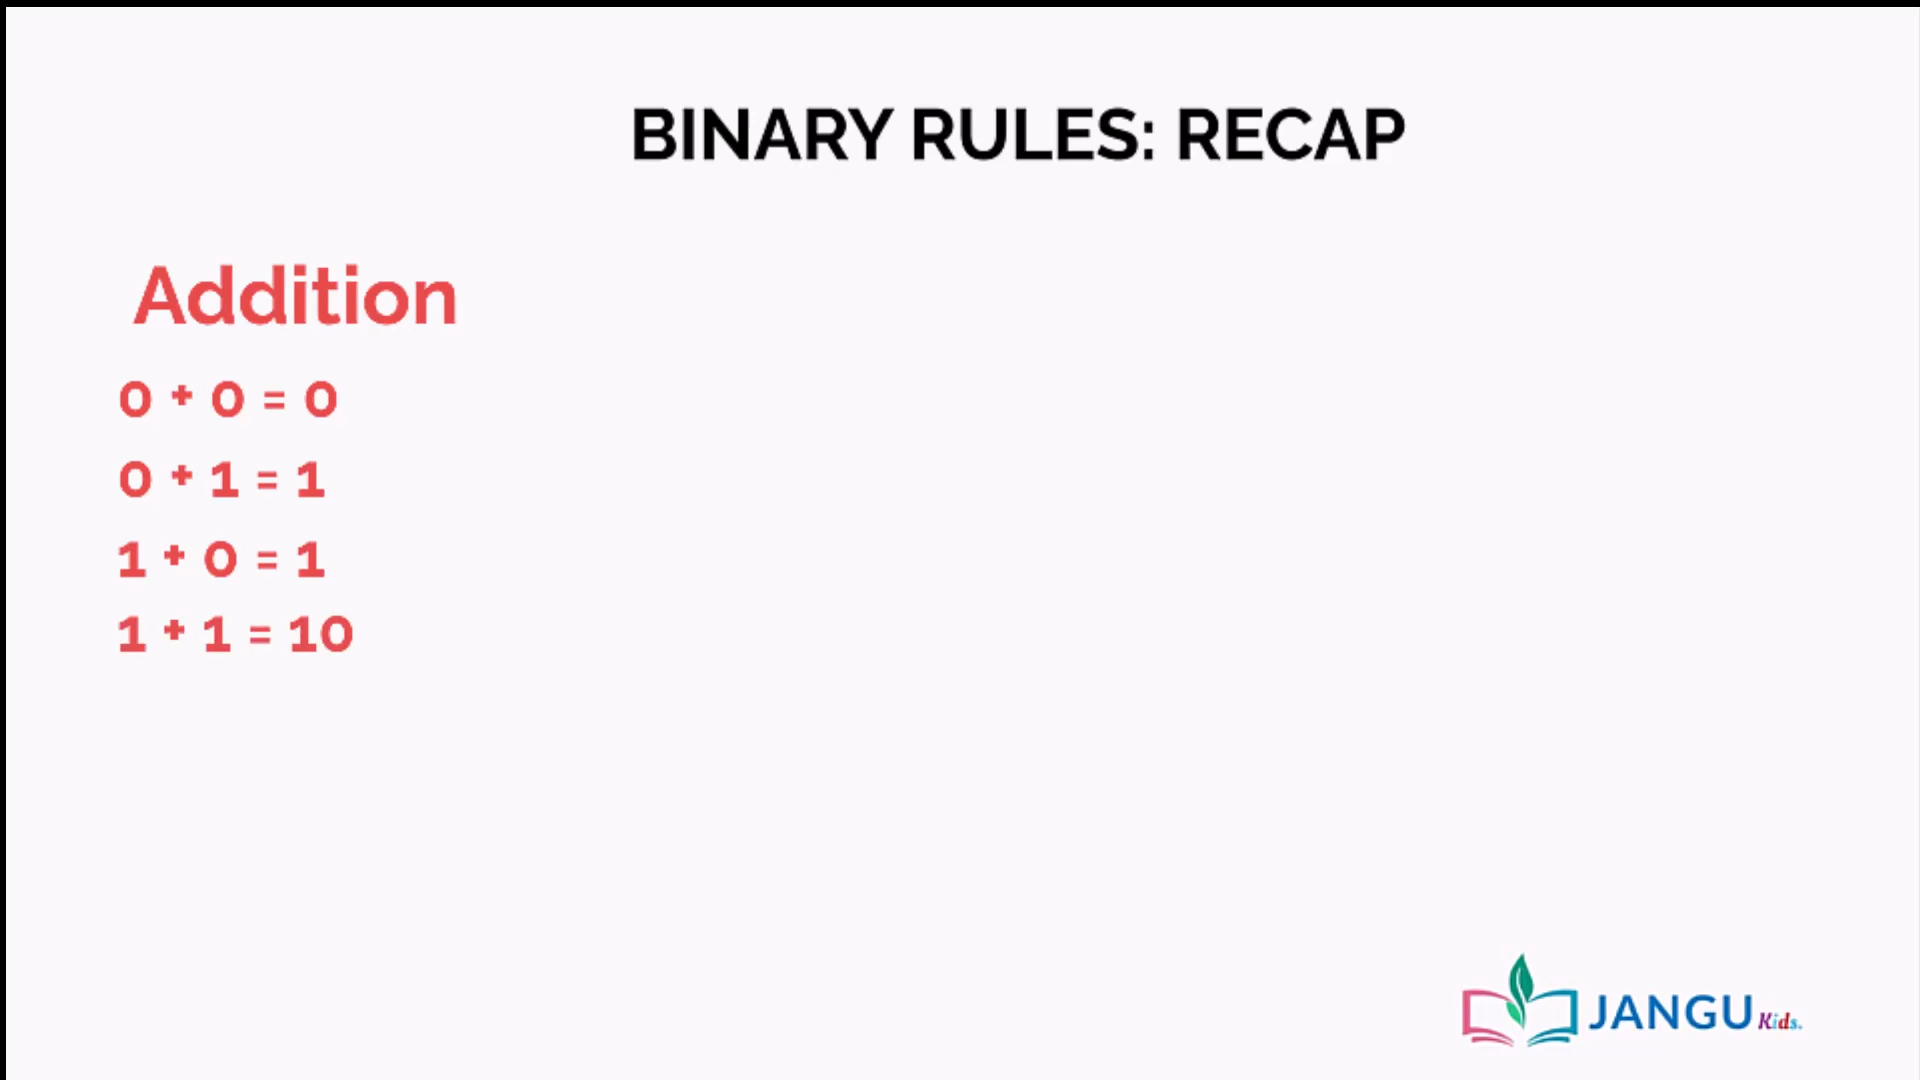 BINARY RULES: RECAP
Addition
0 + 0 = 0
0 + 1 = 1
1 + 0 = 1
1 + 1 = 10
JANGU Kids.